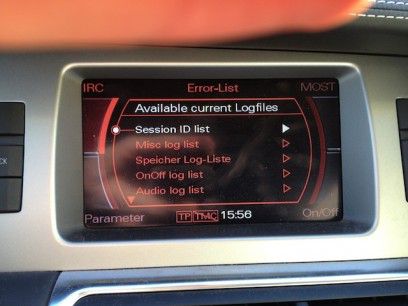 IRC Error-List MOST
Available current Logfiles
Session ID list
Misc log list
Speicher Log-Liste
OnOff log list
Audio log list
Parameter TP TMC 15:56 On/Off